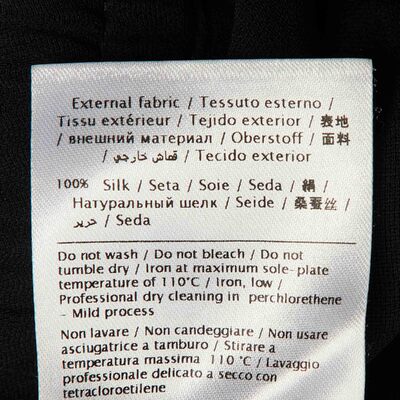 External fabric / Tessuto esterno /
Tissu extérieur / Tejido exterior / 表地
/ внешний материал / Oberstoff / 面料
/ قماش خارجي / Tecido exterior
100% Silk / Seta / Soie / Seda / 絹 /
Натуральный шелк / Seide / 桑蚕丝 /
حرير / Seda
Do not wash / Do not bleach / Do not
tumble dry / Iron at maximum sole-plate
temperature of 110°C / Iron, low /
Professional dry cleaning in perchlorethene
- Mild process
Non lavare / Non candeggiare / Non usare
asciugatrice a tamburo / Stirare a
temperatura massima 110 °C / Lavaggio
professionale delicato a secco con
tetracloroetilene